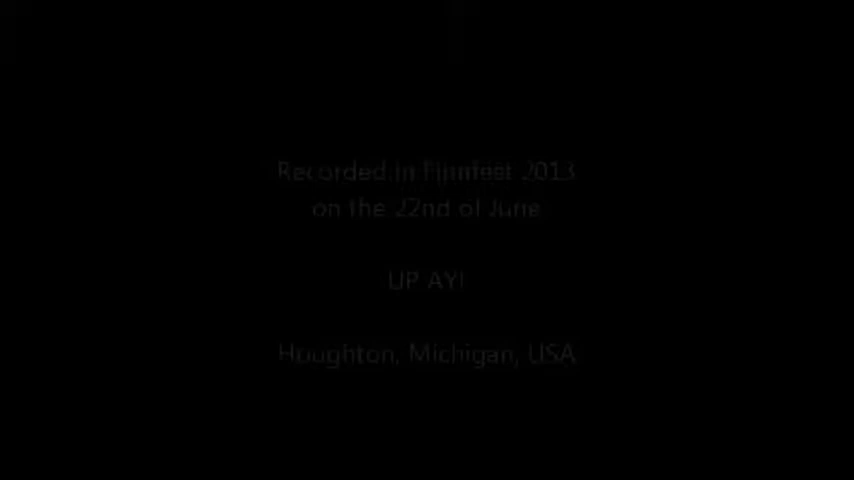 Recorded in Finnfest 2013
on the 22nd of June
UP AY!
Houghton, Michigan, USA